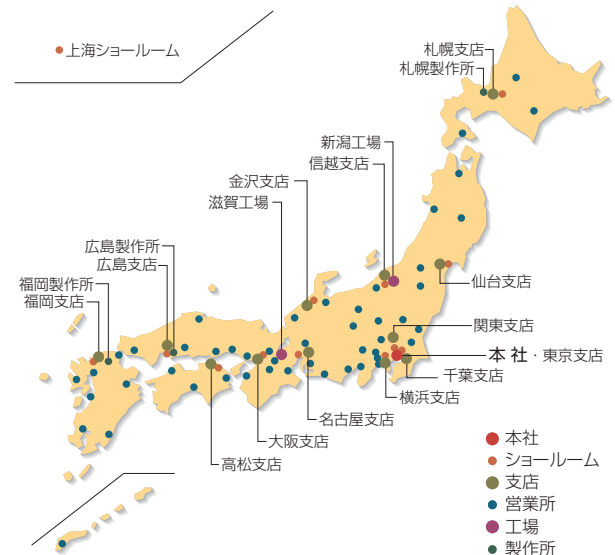 上海ショールーム
札幌支店
札幌製作所
新潟工場
信越支店
金沢支店
滋賀工場
広島製作所
広島支店
福岡製作所
福岡支店
仙台支店
関東支店
本社・東京支店
千葉支店
横浜支店
名古屋支店
大阪支店
高松支店
本社
ショールーム
支店
営業所
工場
製作所